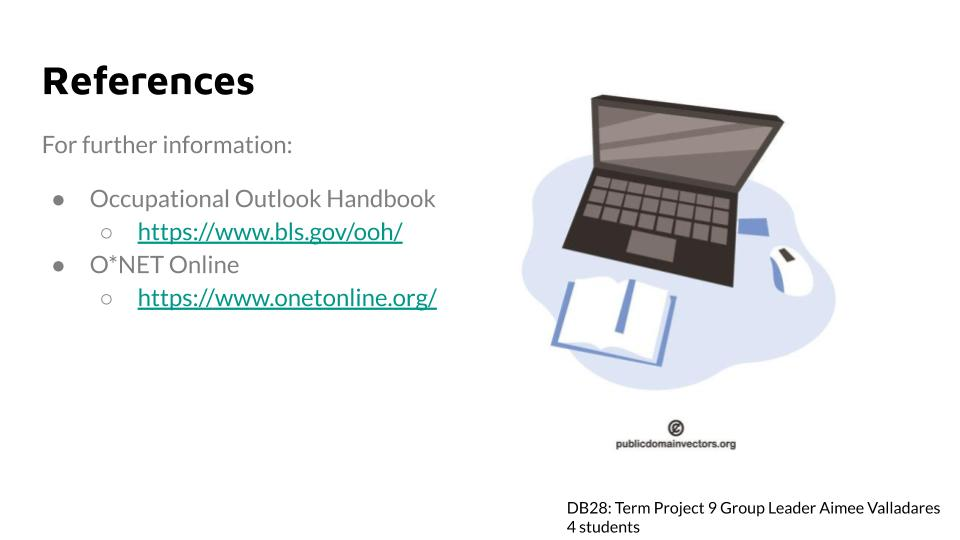 References
For further information:
● Occupational Outlook Handbook
○ https://www.bls.gov/ooh/
● O*NET Online
○ https://www.onetonline.org/
publicdomainvectors.org
DB28: Term Project 9 Group Leader Aimee Valladares
4 students